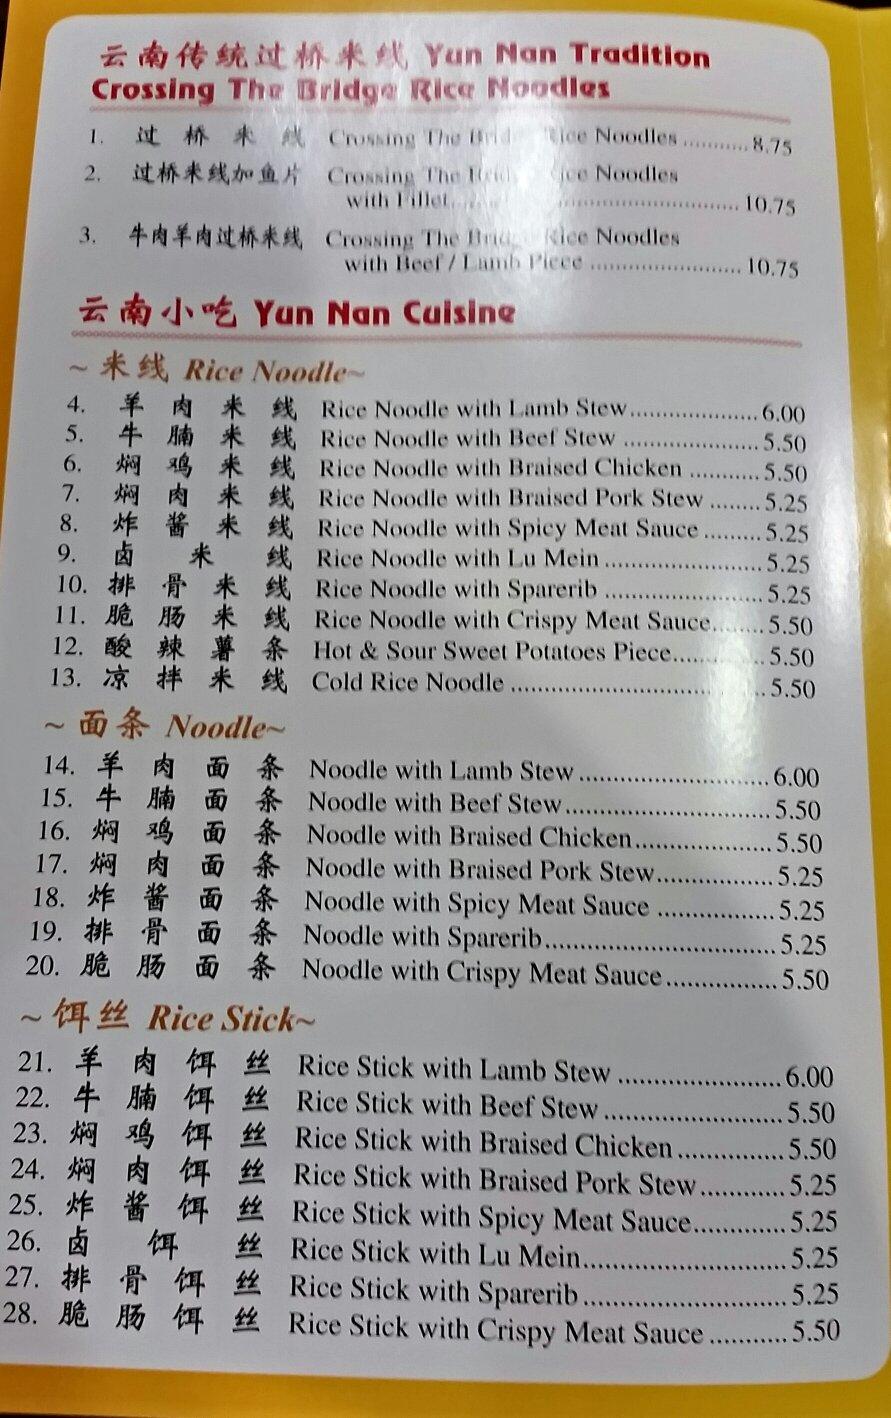 云南传统过桥米线 Yun Nan Tradition
Crossing The Bridge Rice Noodles
1. 过桥米线 Crossing The Bridge Rice Noodles ...........8.75
2. 过桥米线加鱼片 Crossing The Bridge Rice Noodles
with Fillet............................................10.75
3. 牛肉羊肉过桥米线 Crossing The Bridge Rice Noodles
with Beef / Lamb Piece .......................10.75
云南小吃 Yun Nan Cuisine
~ 米线 Rice Noodle~
4. 羊肉米线 Rice Noodle with Lamb Stew....................6.00
5. 牛腩米线 Rice Noodle with Beef Stew .....................5.50
6. 焖鸡米线 Rice Noodle with Braised Chicken ...........5.50
7. 焖肉米线 Rice Noodle with Braised Pork Stew ........5.25
8. 炸酱米线 Rice Noodle with Spicy Meat Sauce .........5.25
9. 卤米线 Rice Noodle with Lu Mein ........................5.25
10. 排骨米线 Rice Noodle with Sparerib ........................5.25
11. 脆肠米线 Rice Noodle with Crispy Meat Sauce........5.50
12. 酸辣薯条 Hot & Sour Sweet Potatoes Piece..............5.50
13. 凉拌米线 Cold Rice Noodle .......................................5.50
~ 面条 Noodle~
14. 羊肉面条 Noodle with Lamb Stew.............................6.00
15. 牛腩面条 Noodle with Beef Stew...............................5.50
16. 焖鸡面条 Noodle with Braised Chicken.....................5.50
17. 焖肉面条 Noodle with Braised Pork Stew..................5.25
18. 炸酱面条 Noodle with Spicy Meat Sauce ..................5.25
19. 排骨面条 Noodle with Sparerib...................................5.25
20. 脆肠面条 Noodle with Crispy Meat Sauce.................5.50
~ 饵丝 Rice Stick~
21. 羊肉饵丝 Rice Stick with Lamb Stew ........................6.00
22. 牛腩饵丝 Rice Stick with Beef Stew..........................5.50
23. 焖鸡饵丝 Rice Stick with Braised Chicken ...............5.50
24. 焖肉饵丝 Rice Stick with Braised Pork Stew............5.25
25. 炸酱饵丝 Rice Stick with Spicy Meat Sauce.............5.25
26. 卤饵丝 Rice Stick with Lu Mein.............................5.25
27. 排骨饵丝 Rice Stick with Sparerib.............................5.25
28. 脆肠饵丝 Rice Stick with Crispy Meat Sauce ...........5.50